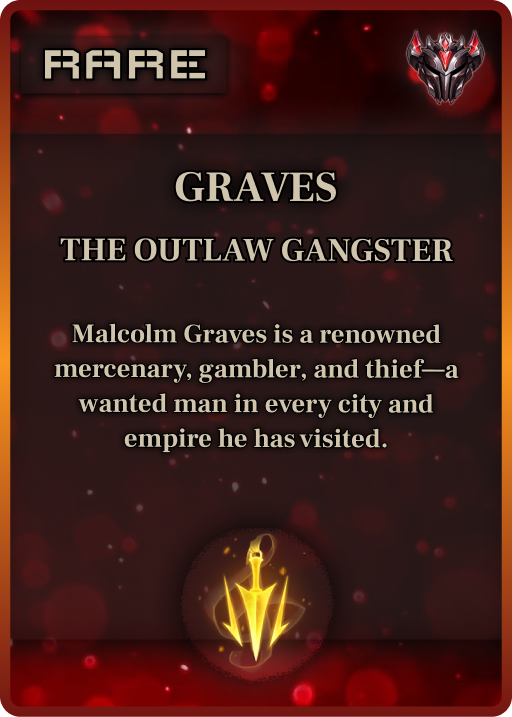 RARE
GRAVES
THE OUTLAW GANGSTER
Malcolm Graves is a renowned
mercenary, gambler, and thief—a
wanted man in every city and
empire he has visited.